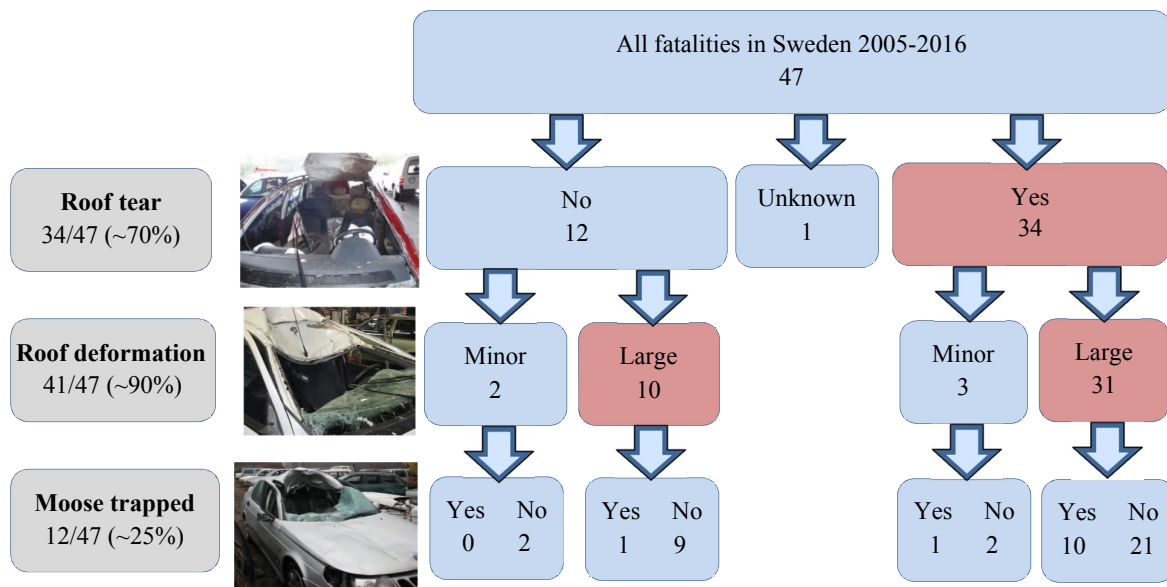 All fatalities in Sweden 2005-2016
47
Roof tear
34/47 (~70%)
No
12
Unknown
1
Yes
34
Roof deformation
41/47 (~90%)
Minor
2
Large
10
Minor
3
Large
31
Moose trapped
12/47 (~25%)
Yes No
0 2
Yes No
1 9
Yes No
1 2
Yes No
10 21